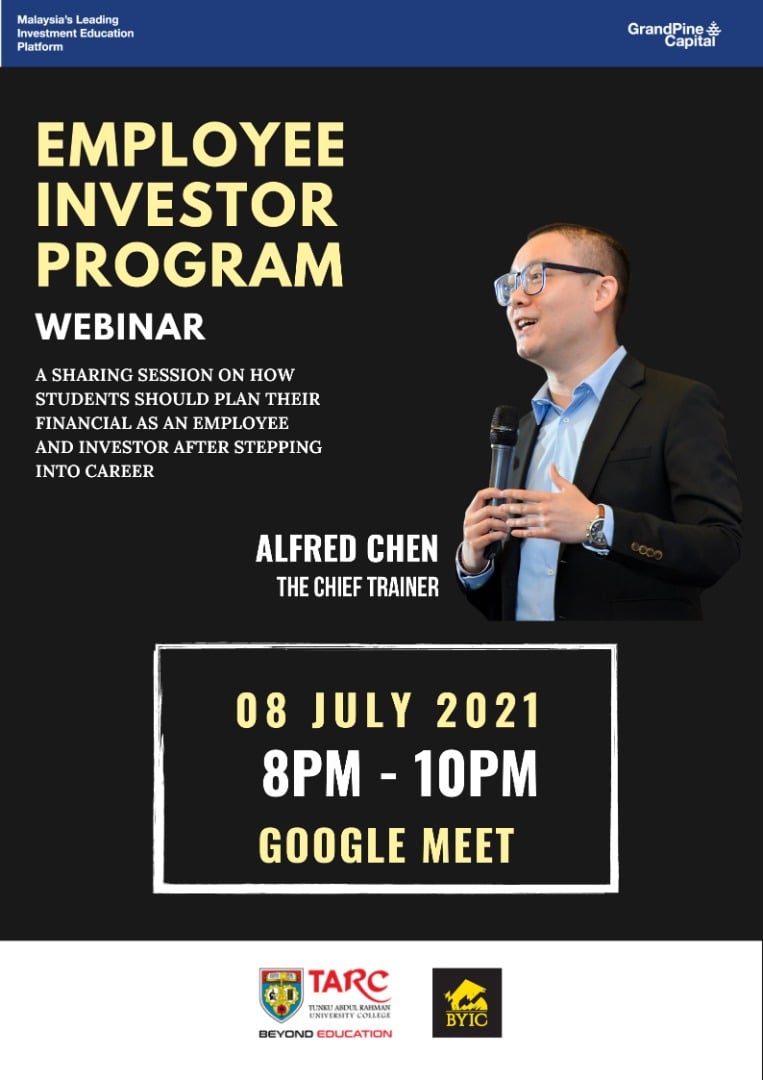 Malaysia's Leading
Investment Education
Platform
GrandPine
Capital
EMPLOYEE
INVESTOR
PROGRAM
WEBINAR
A SHARING SESSION ON HOW
STUDENTS SHOULD PLAN THEIR
FINANCIAL AS AN EMPLOYEE
AND INVESTOR AFTER STEPPING
INTO CAREER
ALFRED CHEN
THE CHIEF TRAINER
08 JULY 2021
8PM - 10PM
GOOGLE MEET
TARC
TUNKU ABDUL RAHMAN
UNIVERSITY COLLEGE
BEYOND EDUCATION
BYIC